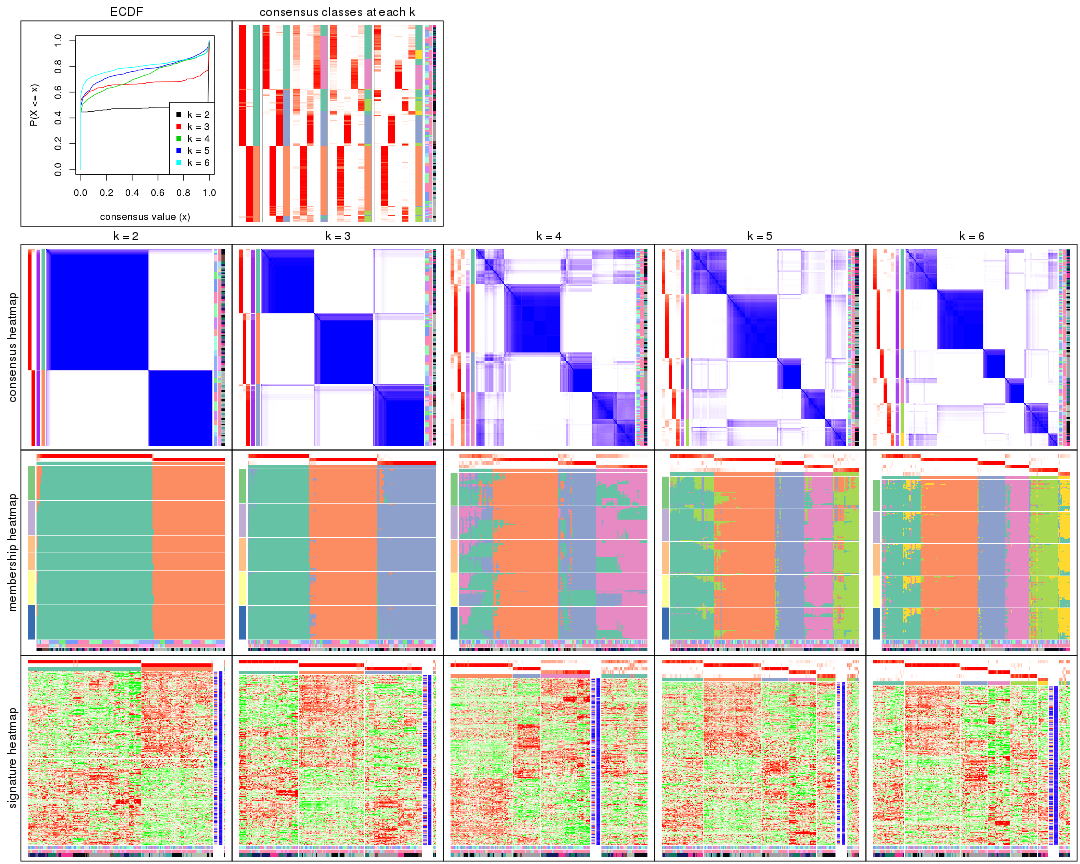 ECDF
consensus classes at each k
P(X <= x)
0.0 0.2 0.4 0.6 0.8 1.0
k = 2
k = 3
k = 4
k = 5
k = 6
0.0 0.2 0.4 0.6 0.8 1.0
consensus value (x)
k = 2
k = 3
k = 4
k = 5
k = 6
consensus heatmap
membership heatmap
signature heatmap